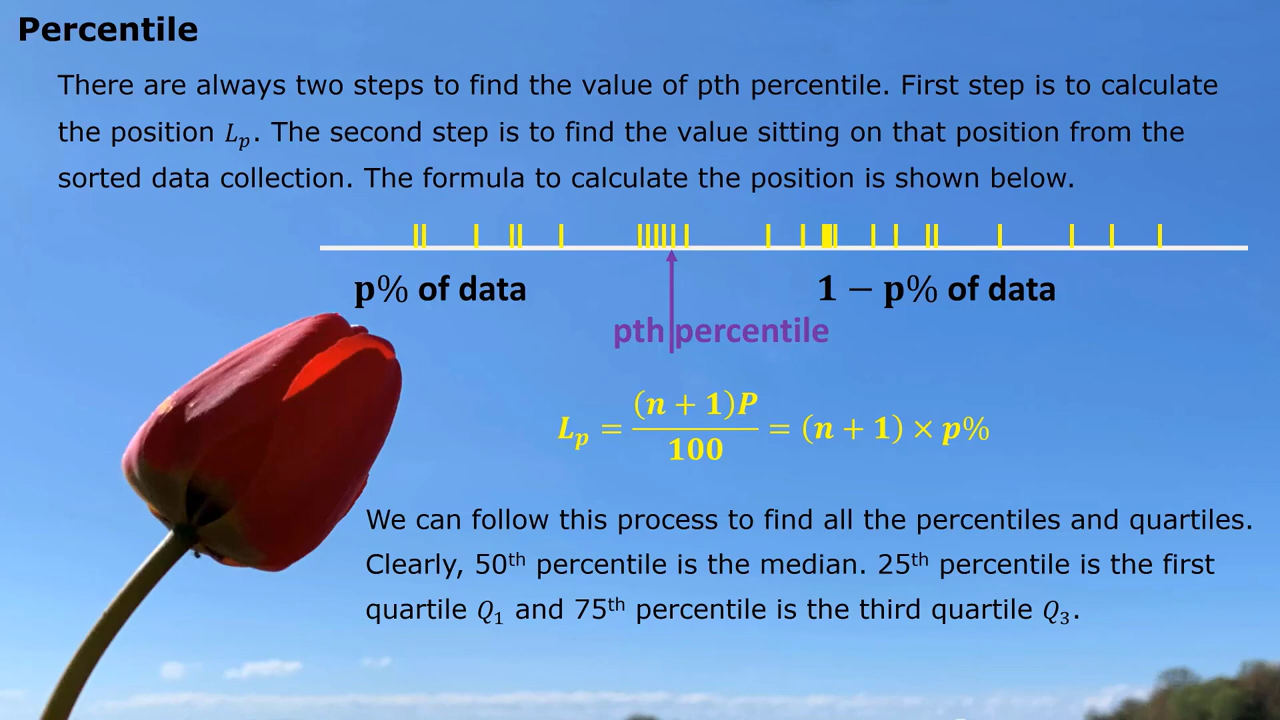 Percentile
There are always two steps to find the value of pth percentile. First step is to calculate
the position Lₚ. The second step is to find the value sitting on that position from the
sorted data collection. The formula to calculate the position is shown below.
p% of data
1 − p% of data
pth percentile
Lₚ = (n + 1)P / 100 = (n + 1) × p%
We can follow this process to find all the percentiles and quartiles.
Clearly, 50ᵗʰ percentile is the median. 25ᵗʰ percentile is the first
quartile Q₁ and 75ᵗʰ percentile is the third quartile Q₃.